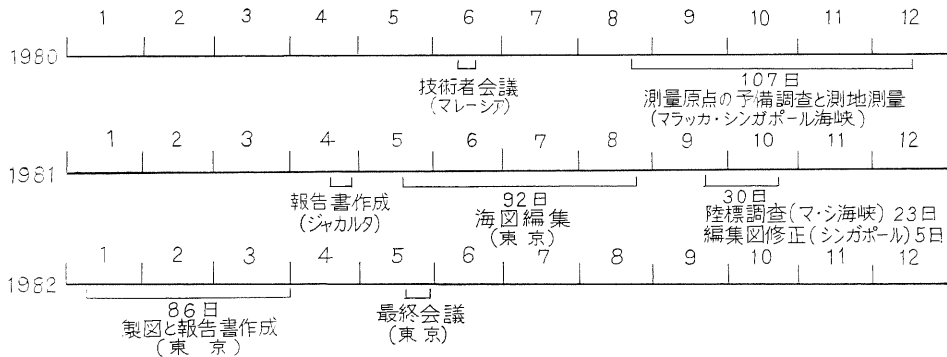 1 2 3 4 5 6 7 8 9 10 11 12
1980
技術者会議
(マレーシア)
107日
測量原点の予備調査と測地測量
(マラッカ・シンガポール海峡)
1 2 3 4 5 6 7 8 9 10 11 12
1981
報告書作成
(ジャカルタ)
92日
海図編集
(東京)
30日
陸標調査(マ・シ海峡) 23日
編集図修正(シンガポール) 5日
1 2 3 4 5 6 7 8 9 10 11 12
1982
86日
製図と報告書作成
(東 京)
最終会議
(東京)